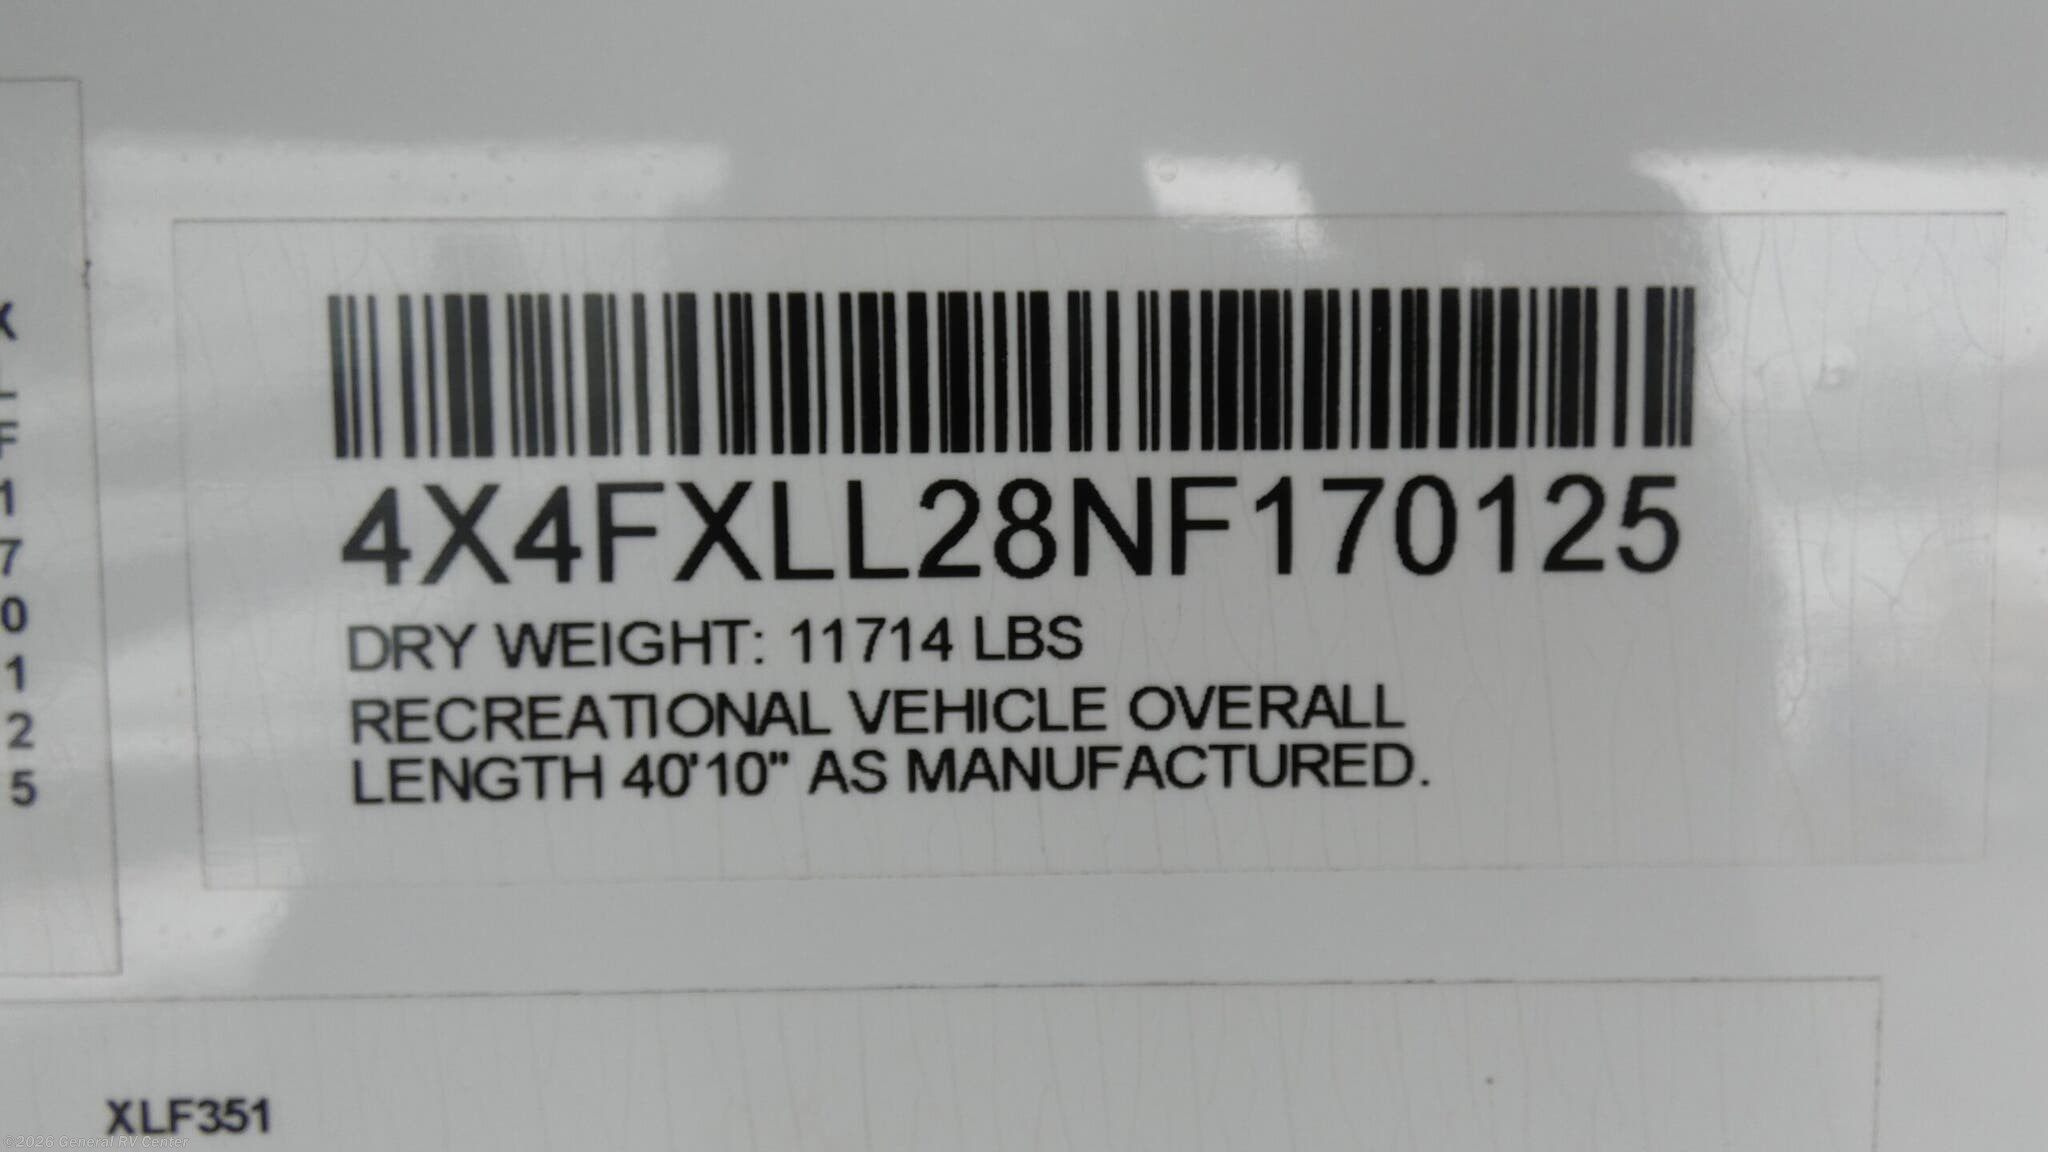 X
L
F
1
7
0
1
2
5
4X4FXLL28NF170125
DRY WEIGHT: 11714 LBS
RECREATIONAL VEHICLE OVERALL
LENGTH 40'10" AS MANUFACTURED.
XLF351
©2026 General RV Center